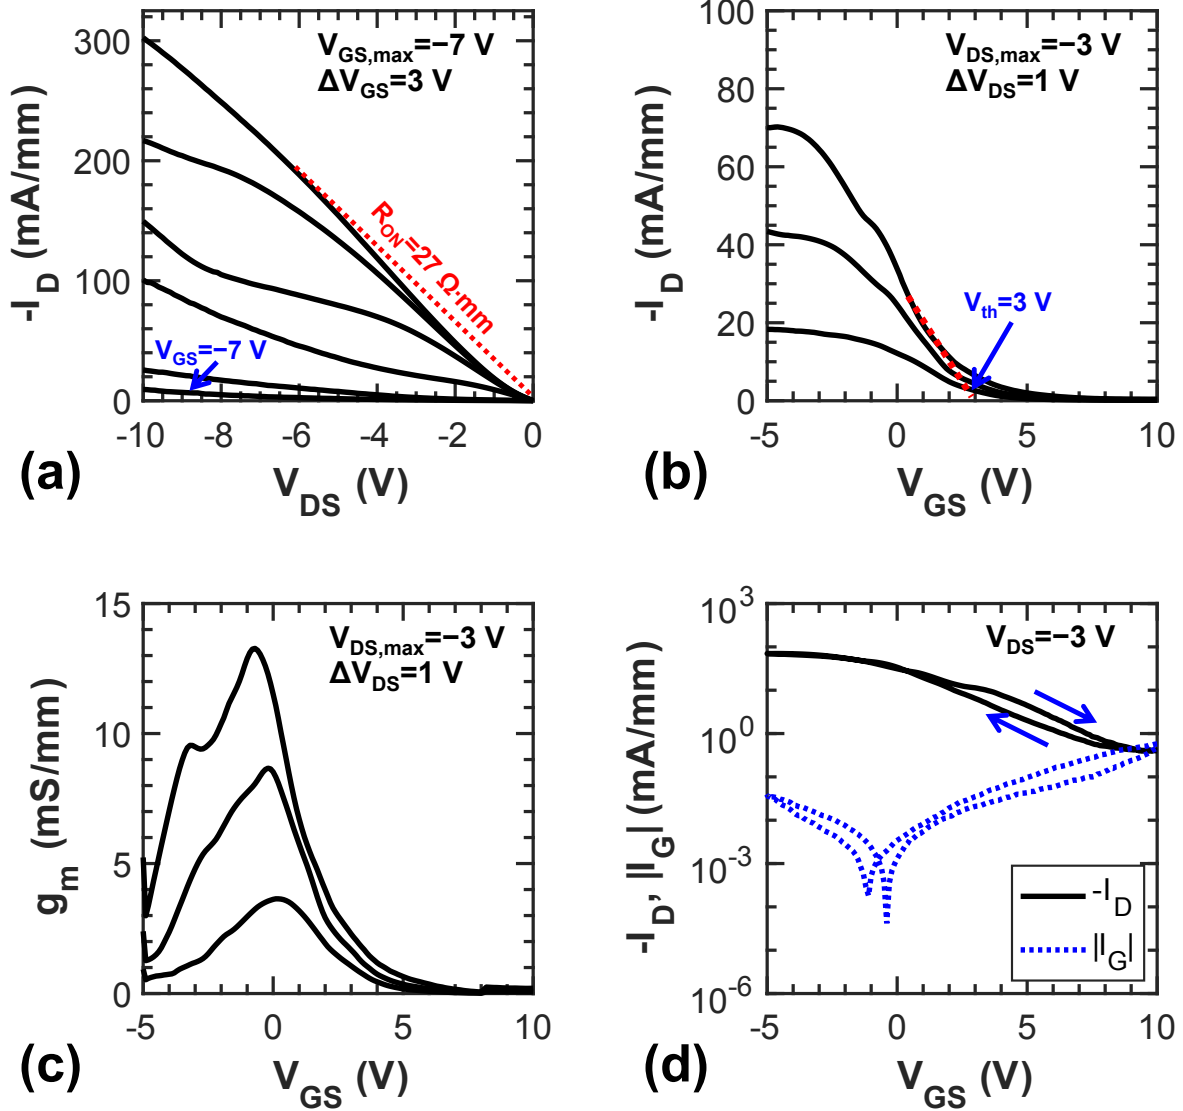 V_GS,max=−7 V
ΔV_GS=3 V
R_ON=27 Ω·mm
V_GS=−7 V
300
200
100
0
-10 -8 -6 -4 -2 0
-I_D (mA/mm)
V_DS (V)
(a)
V_DS,max=−3 V
ΔV_DS=1 V
V_th=3 V
100
80
60
40
20
0
-5 0 5 10
-I_D (mA/mm)
V_GS (V)
(b)
V_DS,max=−3 V
ΔV_DS=1 V
15
10
5
0
-5 0 5 10
g_m (mS/mm)
V_GS (V)
(c)
V_DS=−3 V
10^3
10^0
10^-3
10^-6
-5 0 5 10
-I_D, ||I_G| (mA/mm)
-I_D
||I_G|
V_GS (V)
(d)